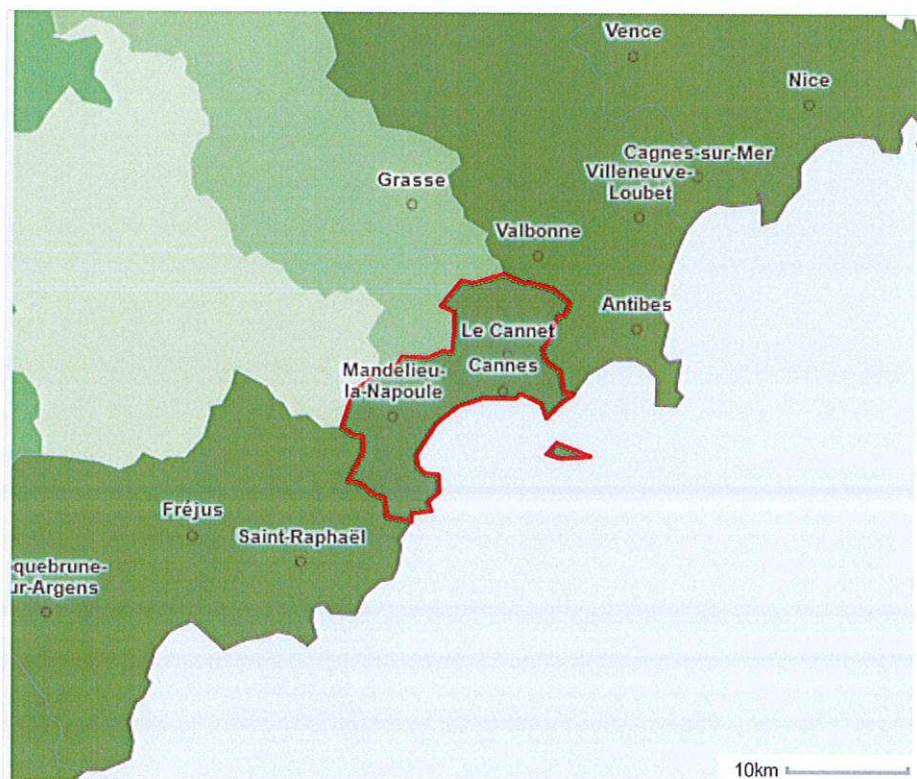 Vence
Nice
Cagnes-sur-Mer
Villeneuve-
Loubet
Grasse
Valbonne
Antibes
Le Cannet
Cannes
Mandelieu-
la-Napoule
Fréjus
Saint-Raphaël
quebrune-
ur-Argens
10km